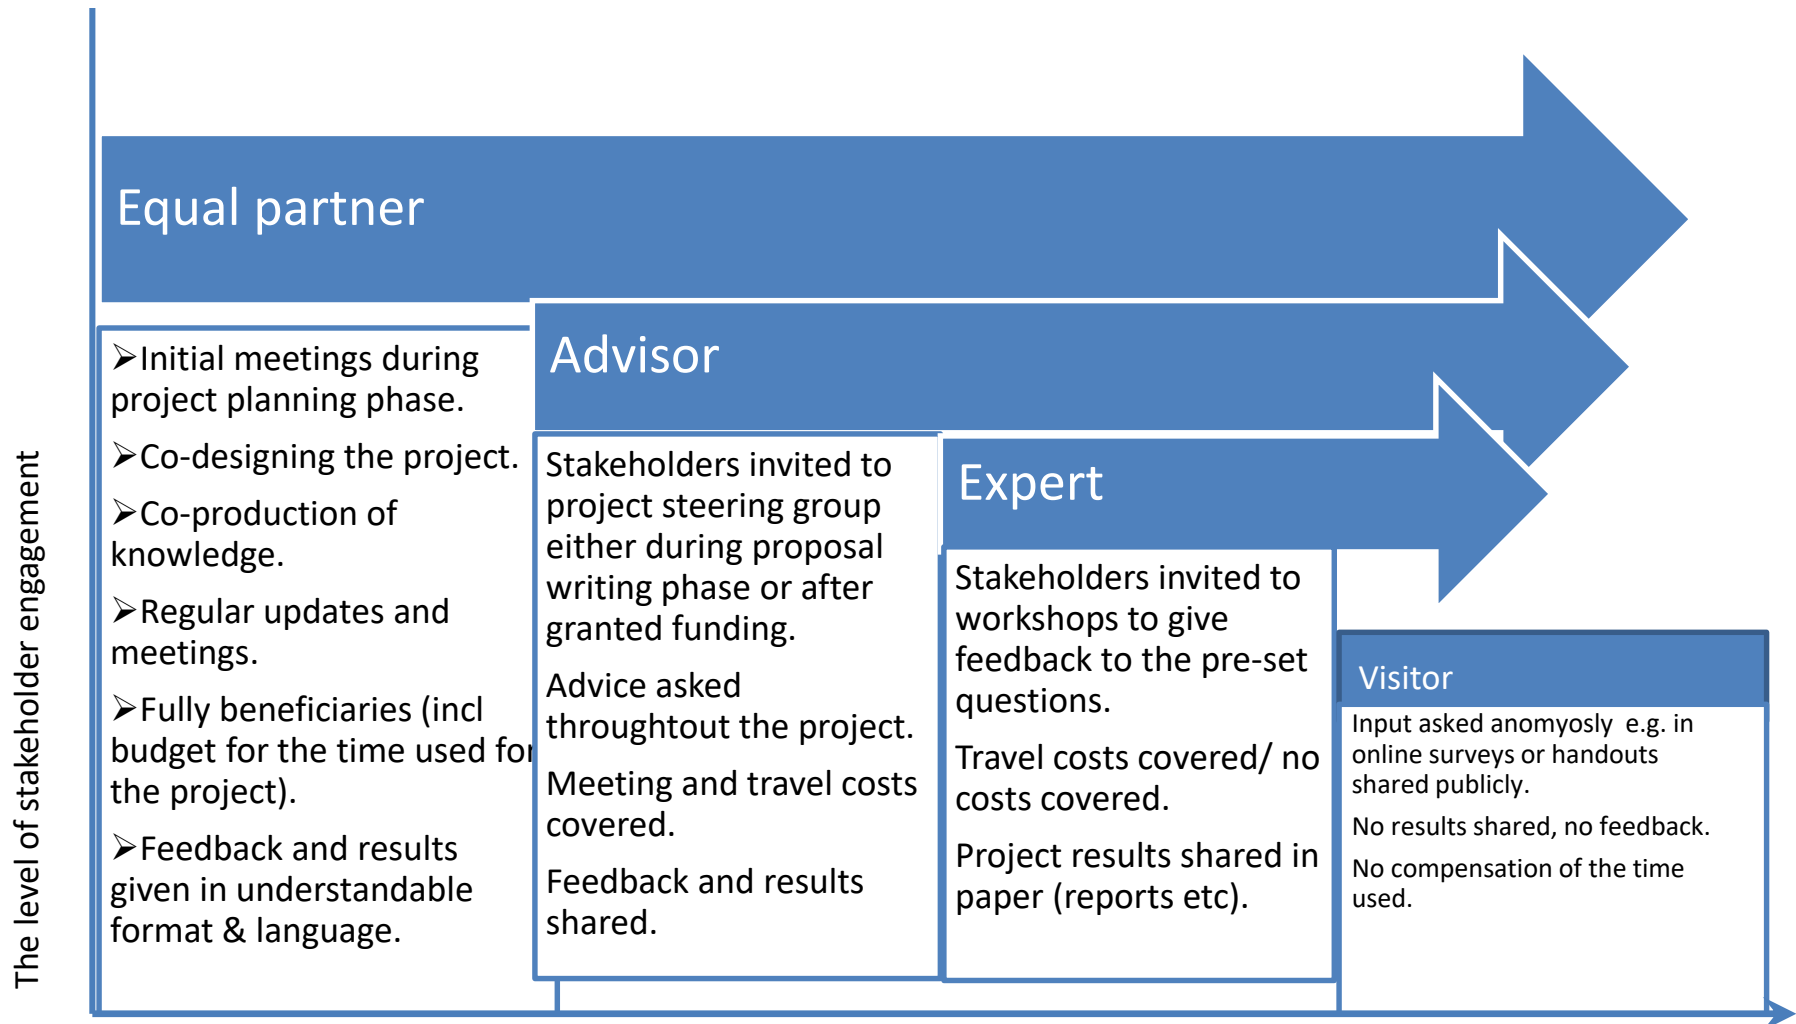 The level of stakeholder engagement
Equal partner
➢Initial meetings during
project planning phase.
➢Co-designing the project.
➢Co-production of
knowledge.
➢Regular updates and
meetings.
➢Fully beneficiaries (incl
budget for the time used for
the project).
➢Feedback and results
given in understandable
format & language.
Advisor
Stakeholders invited to
project steering group
either during proposal
writing phase or after
granted funding.
Advice asked
throughtout the project.
Meeting and travel costs
covered.
Feedback and results
shared.
Expert
Stakeholders invited to
workshops to give
feedback to the pre-set
questions.
Travel costs covered/ no
costs covered.
Project results shared in
paper (reports etc).
Visitor
Input asked anomyosly  e.g. in
online surveys or handouts
shared publicly.
No results shared, no feedback.
No compensation of the time
used.